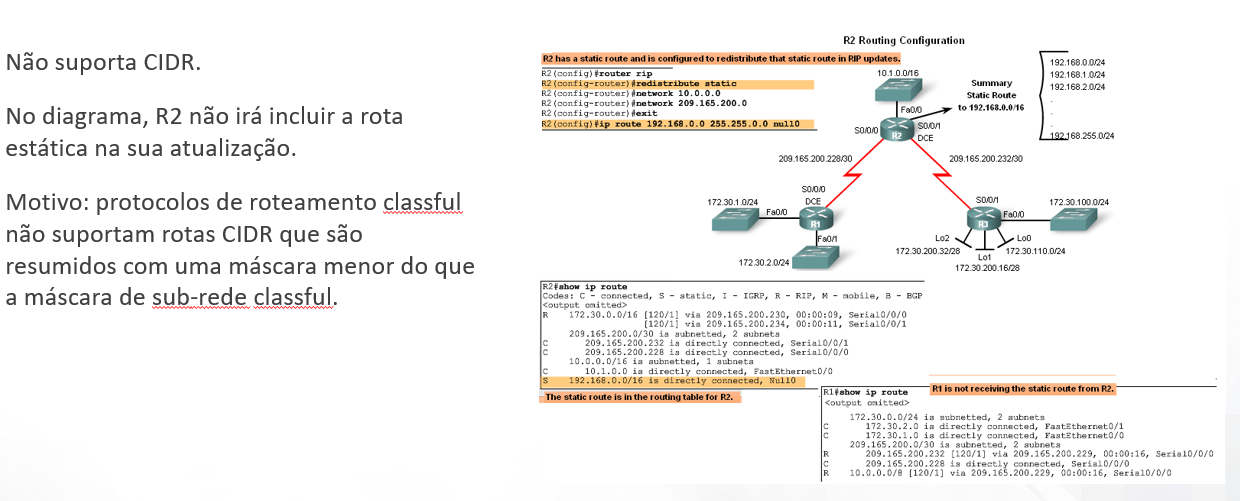 Não suporta CIDR.
No diagrama, R2 não irá incluir a rota
estática na sua atualização.
Motivo: protocolos de roteamento classful
não suportam rotas CIDR que são
resumidos com uma máscara menor do que
a máscara de sub-rede classful.
R2 Routing Configuration
R2 has a static route and is configured to redistribute that static route in RIP updates.
R2(config)#router rip
R2(config-router)#redistribute static
R2(config-router)#network 10.0.0.0
R2(config-router)#network 209.165.200.0
R2(config-router)#exit
R2(config)#ip route 192.168.0.0 255.255.0.0 null0
10.1.0.0/16
Fa0/0
Summary
Static Route
to 192.168.0.0/16
192.168.0.0/24
192.168.1.0/24
192.168.2.0/24
.
.
.
192.168.255.0/24
S0/0/0
R2
S0/0/1
DCE
209.165.200.228/30
209.165.200.232/30
S0/0/0
DCE
172.30.1.0/24
Fa0/0
R1
Fa0/1
172.30.2.0/24
S0/0/1
172.30.100.0/24
Fa0/0
R3
Lo2
Lo0
172.30.200.32/28
172.30.110.0/24
Lo1
172.30.200.16/28
R2#show ip route
Codes: C - connected, S - static, I - IGRP, R - RIP, M - mobile, B - BGP
<output omitted>
R 172.30.0.0/16 [120/1] via 209.165.200.230, 00:00:09, Serial0/0/0
[120/1] via 209.165.200.234, 00:00:11, Serial0/0/1
209.165.200.0/30 is subnetted, 2 subnets
C 209.165.200.232 is directly connected, Serial0/0/1
C 209.165.200.228 is directly connected, Serial0/0/0
10.0.0.0/16 is subnetted, 1 subnets
C 10.1.0.0 is directly connected, FastEthernet0/0
S 192.168.0.0/16 is directly connected, Null0
The static route is in the routing table for R2.
R1#show ip route
R1 is not receiving the static route from R2.
<output omitted>
172.30.0.0/24 is subnetted, 2 subnets
C 172.30.2.0 is directly connected, FastEthernet0/1
C 172.30.1.0 is directly connected, FastEthernet0/0
209.165.200.0/30 is subnetted, 2 subnets
R 209.165.200.232 [120/1] via 209.165.200.229, 00:00:16, Serial0/0/0
C 209.165.200.228 is directly connected, Serial0/0/0
R 10.0.0.0/8 [120/1] via 209.165.200.229, 00:00:16, Serial0/0/0